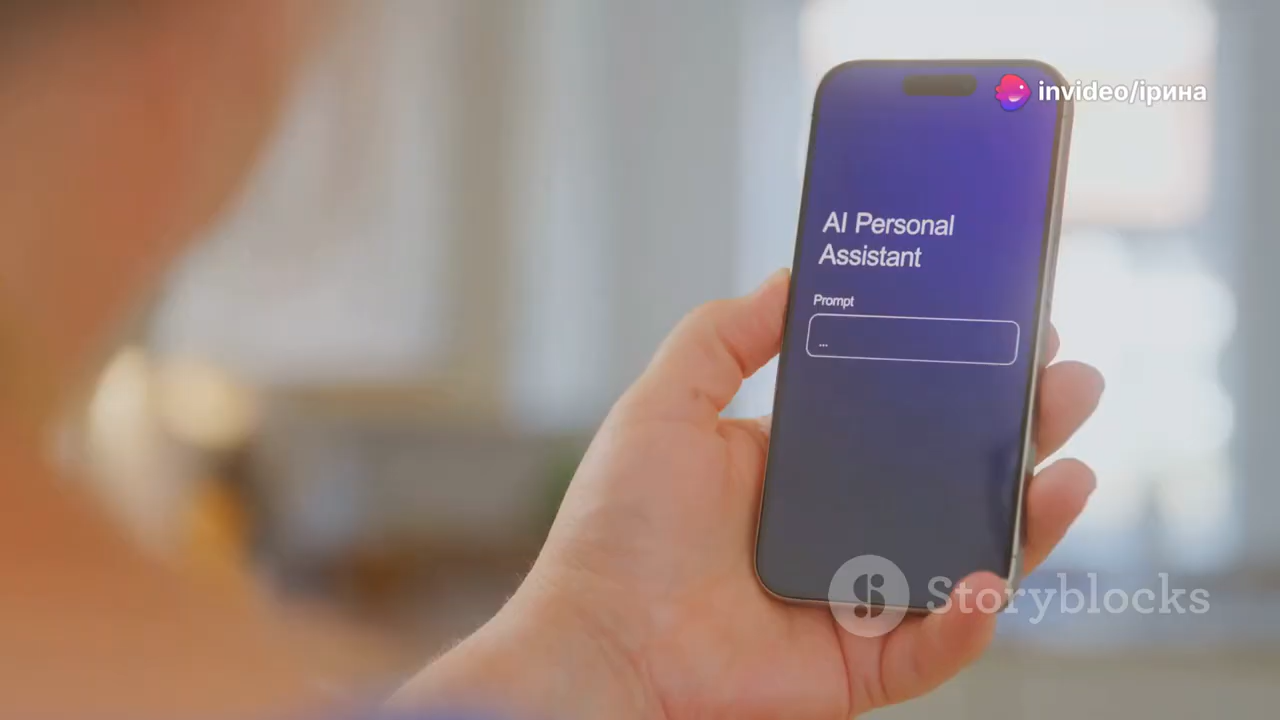 invideo/ірина
AI Personal
Assistant
Prompt
...
Storyblocks